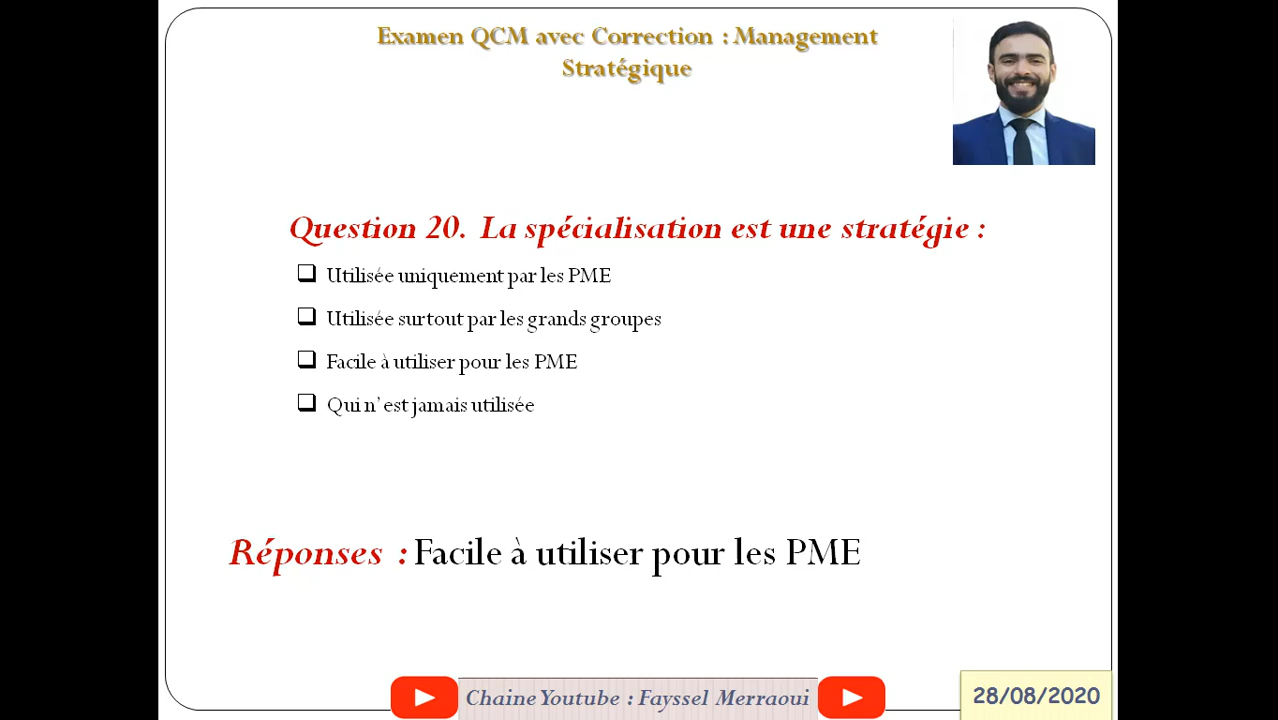 Examen QCM avec Correction : Management
Stratégique
Question 20. La spécialisation est une stratégie :
Utilisée uniquement par les PME
Utilisée surtout par les grands groupes
Facile à utiliser pour les PME
Qui n' est jamais utilisée
Réponses : Facile à utiliser pour les PME
Chaine Youtube : Fayssel Merraoui
28/08/2020